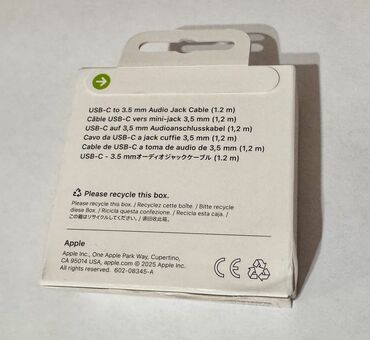 USB-C to 3.5 mm Audio Jack Cable (1.2 m)
Câble USB-C vers mini-jack 3,5 mm (1,2 m)
USB-C auf 3,5 mm Audioanschlusskabel (1,2 m)
Cavo da USB-C a jack cuffie 3,5 mm (1,2 m)
Cable de USB-C a toma de audio de 3,5 mm (1,2 m)
USB-C - 3.5 mmオーディオジャックケーブル (1.2 m)
Please recycle this box.
Please recycle this box. / Recyclez cette boîte. / Bitte recycle
diese Box. / Ricicla questa confezione. / Recicla esta caja. /
この箱はリサイクルしてください。/ 请回收此箱。
Apple
Apple Inc., One Apple Park Way, Cupertino,
CA 95014 USA, apple.com © 2025 Apple Inc.
All rights reserved. 602-08345-A
CE